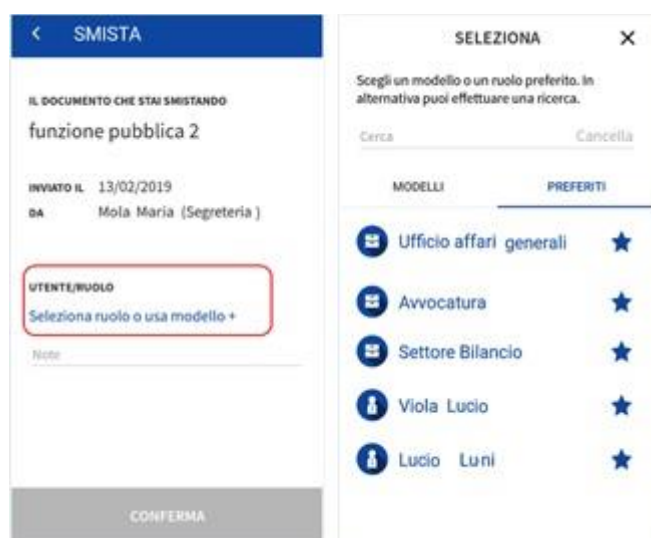 SMISTA
IL DOCUMENTO CHE STAI SMISTANDO
funzione pubblica 2
INVIATO IL 13/02/2019
DA Mola Maria (Segreteria )
UTENTE/RUOLO
Seleziona ruolo o usa modello +
Note
CONFERMA
SELEZIONA
Scegli un modello o un ruolo preferito. In
alternativa puoi effettuare una ricerca.
Cerca Cancella
MODELLI PREFERITI
Ufficio affari generali
Avvocatura
Settore Bilancio
Viola Lucio
Lucio Luni